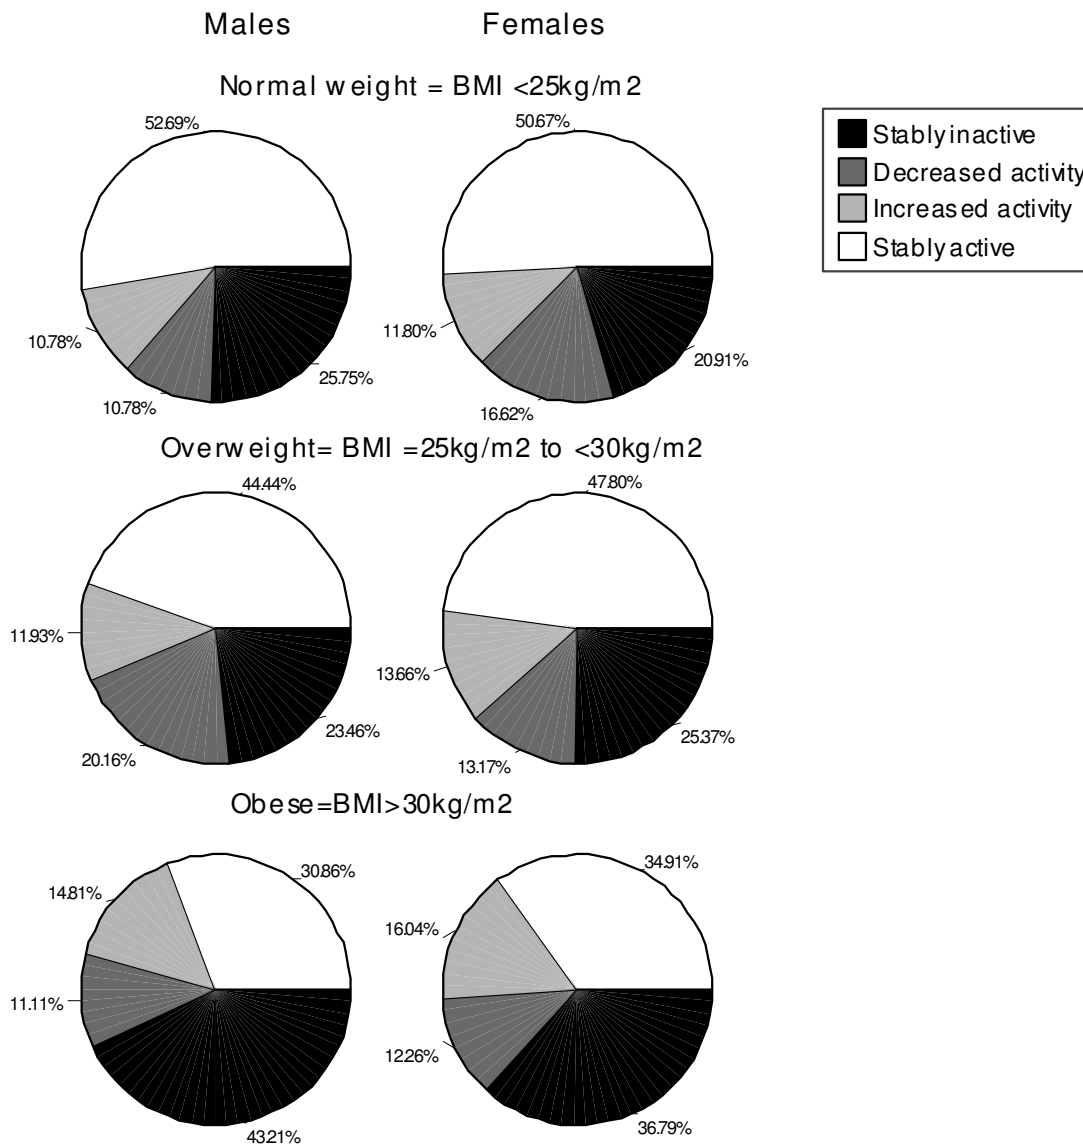 Males Females
Normal weight = BMI <25kg/m2
52.69% 50.67%
Stably inactive
Decreased activity
Increased activity
Stably active
10.78% 25.75% 11.80% 20.91%
10.78% 16.62%
Overweight= BMI =25kg/m2 to <30kg/m2
44.44% 47.80%
11.93% 13.66%
23.46% 25.37%
20.16% 13.17%
Obese=BMI>30kg/m2
14.81% 30.86% 16.04% 34.91%
11.11% 12.26%
43.21% 36.79%